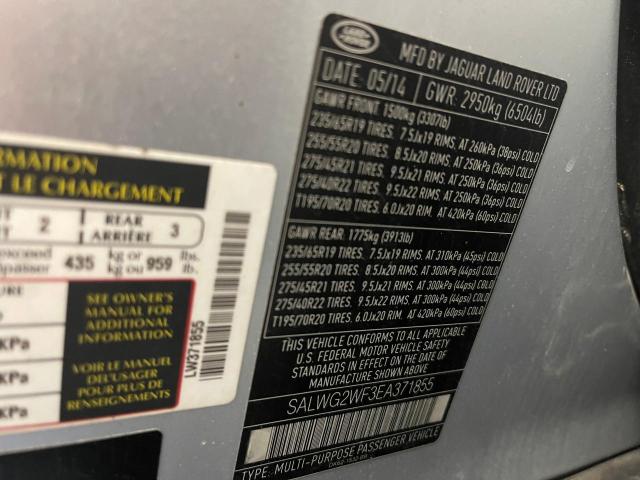 RMATION
T LE CHARGEMENT
2 REAR 3
ARRIÈRE
435 kg or 959 lbs.
kg ou lb.
SEE OWNER'S
MANUAL FOR
ADDITIONAL
INFORMATION
kPa
VOIR LE MANUEL
kPa
D'USAGER
POUR PLUS DE
RENSEIGNEMENTS
kPa
LW371855
LAND ROVER
MFD BY JAGUAR LAND ROVER LTD
DATE: 05/14 GWR: 2950kg (6504lb)
GAWR FRONT 1500kg (3307lb)
235/65R19 TIRES. 7.5Jx19 RIMS. AT 260kPa (38psi) COLD
255/55R20 TIRES. 8.5Jx20 RIMS. AT 250kPa (36psi) COLD
275/45R21 TIRES. 9.5Jx21 RIMS. AT 250kPa (36psi) COLD
275/40R22 TIRES. 9.5Jx22 RIMS. AT 250kPa (36psi) COLD
T195/70R20 TIRES. 6.0Jx20 RIM. AT 420kPa (60psi) COLD
GAWR REAR 1775kg (3913lb)
235/65R19 TIRES. 7.5Jx19 RIMS. AT 310kPa (45psi) COLD
255/55R20 TIRES. 8.5Jx20 RIMS. AT 300kPa (44psi) COLD
275/45R21 TIRES. 9.5Jx21 RIMS. AT 300kPa (44psi) COLD
275/40R22 TIRES. 9.5Jx22 RIMS. AT 300kPa (44psi) COLD
T195/70R20 TIRES. 6.0Jx20 RIM. AT 420kPa (60psi) COLD
THIS VEHICLE CONFORMS TO ALL APPLICABLE
U.S. FEDERAL MOTOR VEHICLE SAFETY
STANDARDS IN EFFECT ON THE DATE OF
MANUFACTURE SHOWN ABOVE
SALWG2WF3EA371855
TYPE: MULTI-PURPOSE PASSENGER VEHICLE